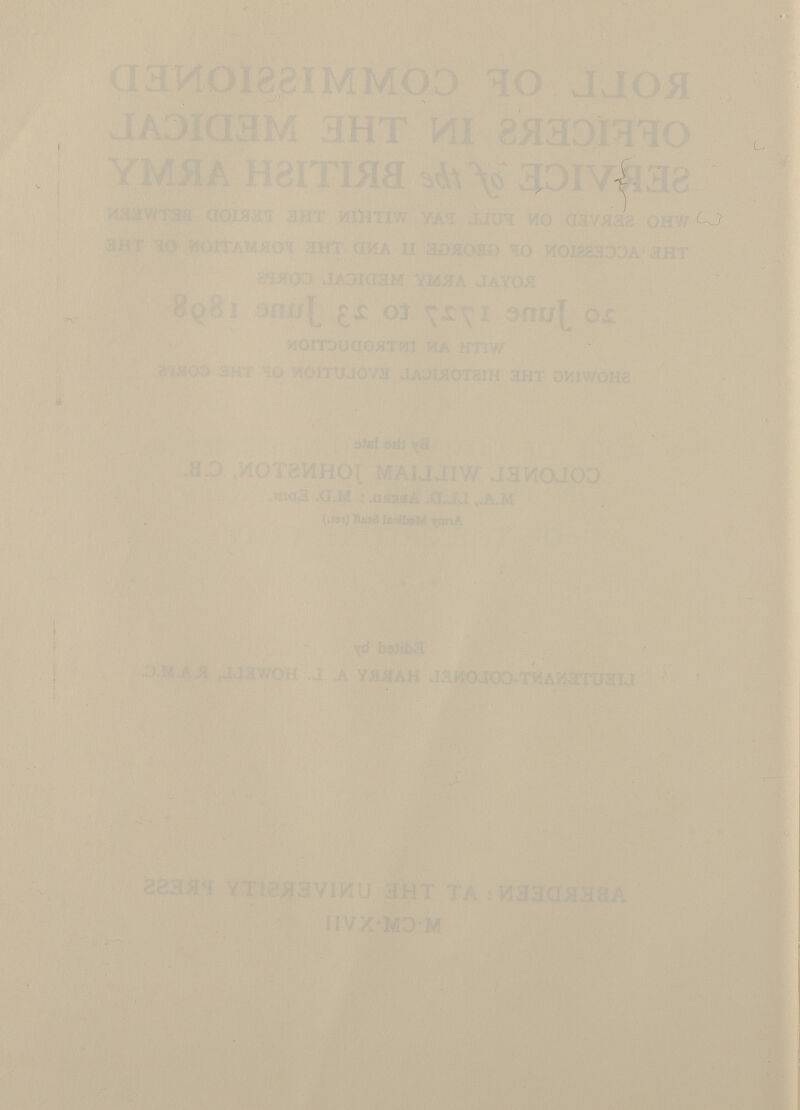 ROLL OF COMMISSIONED
OFFICERS IN THE MEDICAL
SERVICE of the BRITISH ARMY
WHO SERVED ON FULL PAY WITHIN THE PERIOD BETWEEN
THE ACCESSION OF GEORGE II AND THE FORMATION OF THE
ROYAL ARMY MEDICAL CORPS
20 June 1727 to 23 June 1898
WITH AN INTRODUCTION
SHOWING THE HISTORICAL EVOLUTION OF THE CORPS
By the late
COLONEL WILLIAM JOHNSTON, C.B.
M.A., LL.D. ABERD.: M.D. EDIN.
Army Medical Staff (ret.)
Edited by
LIEUTENANT-COLONEL HARRY A. L. HOWELL, R.A.M.C.
ABERDEEN: AT THE UNIVERSITY PRESS
M·CM·XVII